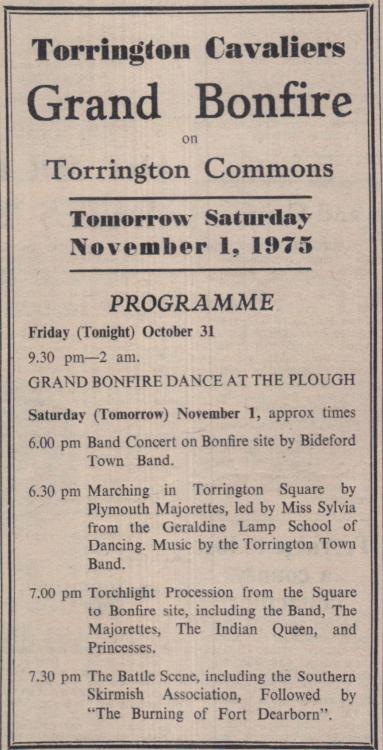 Torrington Cavaliers
Grand Bonfire
on
Torrington Commons
Tomorrow Saturday
November 1, 1975
PROGRAMME
Friday (Tonight) October 31
9.30 pm—2 am.
GRAND BONFIRE DANCE AT THE PLOUGH
Saturday (Tomorrow) November 1, approx times
6.00 pm Band Concert on Bonfire site by Bideford
Town Band.
6.30 pm Marching in Torrington Square by
Plymouth Majorettes, led by Miss Sylvia
from the Geraldine Lamp School of
Dancing. Music by the Torrington Town
Band.
7.00 pm Torchlight Procession from the Square
to Bonfire site, including the Band, The
Majorettes, The Indian Queen, and
Princesses.
7.30 pm The Battle Scene, including the Southern
Skirmish Association, Followed by
“The Burning of Fort Dearborn”.